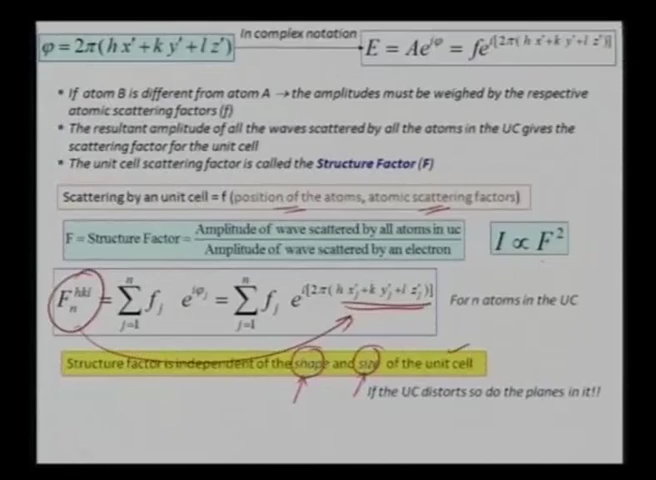 φ = 2π(h x′ + k y′ + l z′)
In complex notation
E = Ae^{iφ} = fe^{i[2π(h x′+k y′+l z′)]}
• If atom B is different from atom A → the amplitudes must be weighed by the respective
atomic scattering factors (f)
• The resultant amplitude of all the waves scattered by all the atoms in the UC gives the
scattering factor for the unit cell
• The unit cell scattering factor is called the Structure Factor (F)
Scattering by an unit cell = f (position of the atoms, atomic scattering factors)
F = Structure Factor = Amplitude of wave scattered by all atoms in uc / Amplitude of wave scattered by an electron
I ∝ F²
F_n^{hkl} = Σ_{j=1}^{n} f_j e^{iφ_j} = Σ_{j=1}^{n} f_j e^{i[2π(h x′_j+k y′_j+l z′_j)]}
For n atoms in the UC
Structure factor is independent of the shape and size of the unit cell
If the UC distorts so do the planes in it!!